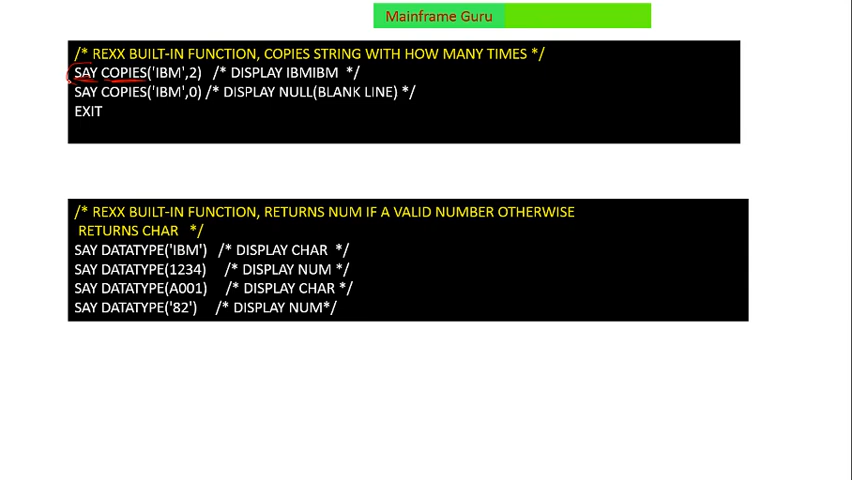 Mainframe Guru
/* REXX BUILT-IN FUNCTION, COPIES STRING WITH HOW MANY TIMES */
SAY COPIES('IBM',2) /* DISPLAY IBMIBM */
SAY COPIES('IBM',0) /* DISPLAY NULL(BLANK LINE) */
EXIT
/* REXX BUILT-IN FUNCTION, RETURNS NUM IF A VALID NUMBER OTHERWISE
RETURNS CHAR */
SAY DATATYPE('IBM') /* DISPLAY CHAR */
SAY DATATYPE(1234) /* DISPLAY NUM */
SAY DATATYPE(A001) /* DISPLAY CHAR */
SAY DATATYPE('82') /* DISPLAY NUM*/